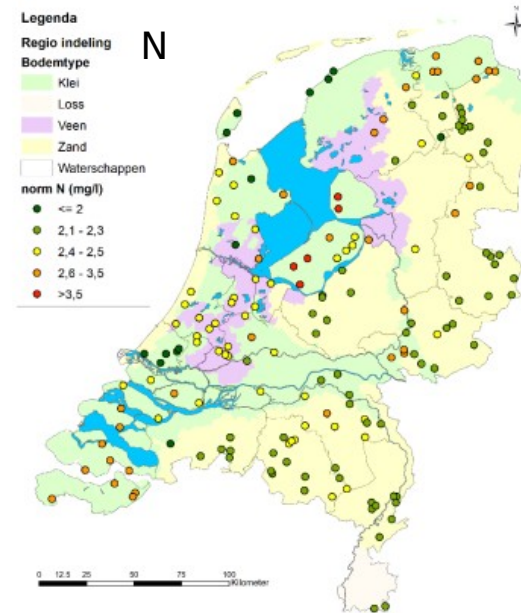 Legenda
N
Regio indeling
Bodemtype
Klei
Loss
Veen
Zand
Waterschappen
norm N (mg/l)
<= 2
2,1 - 2,3
2,4 - 2,5
2,6 - 3,5
>3,5
0 12.5 25 50 75 100
Kilometer